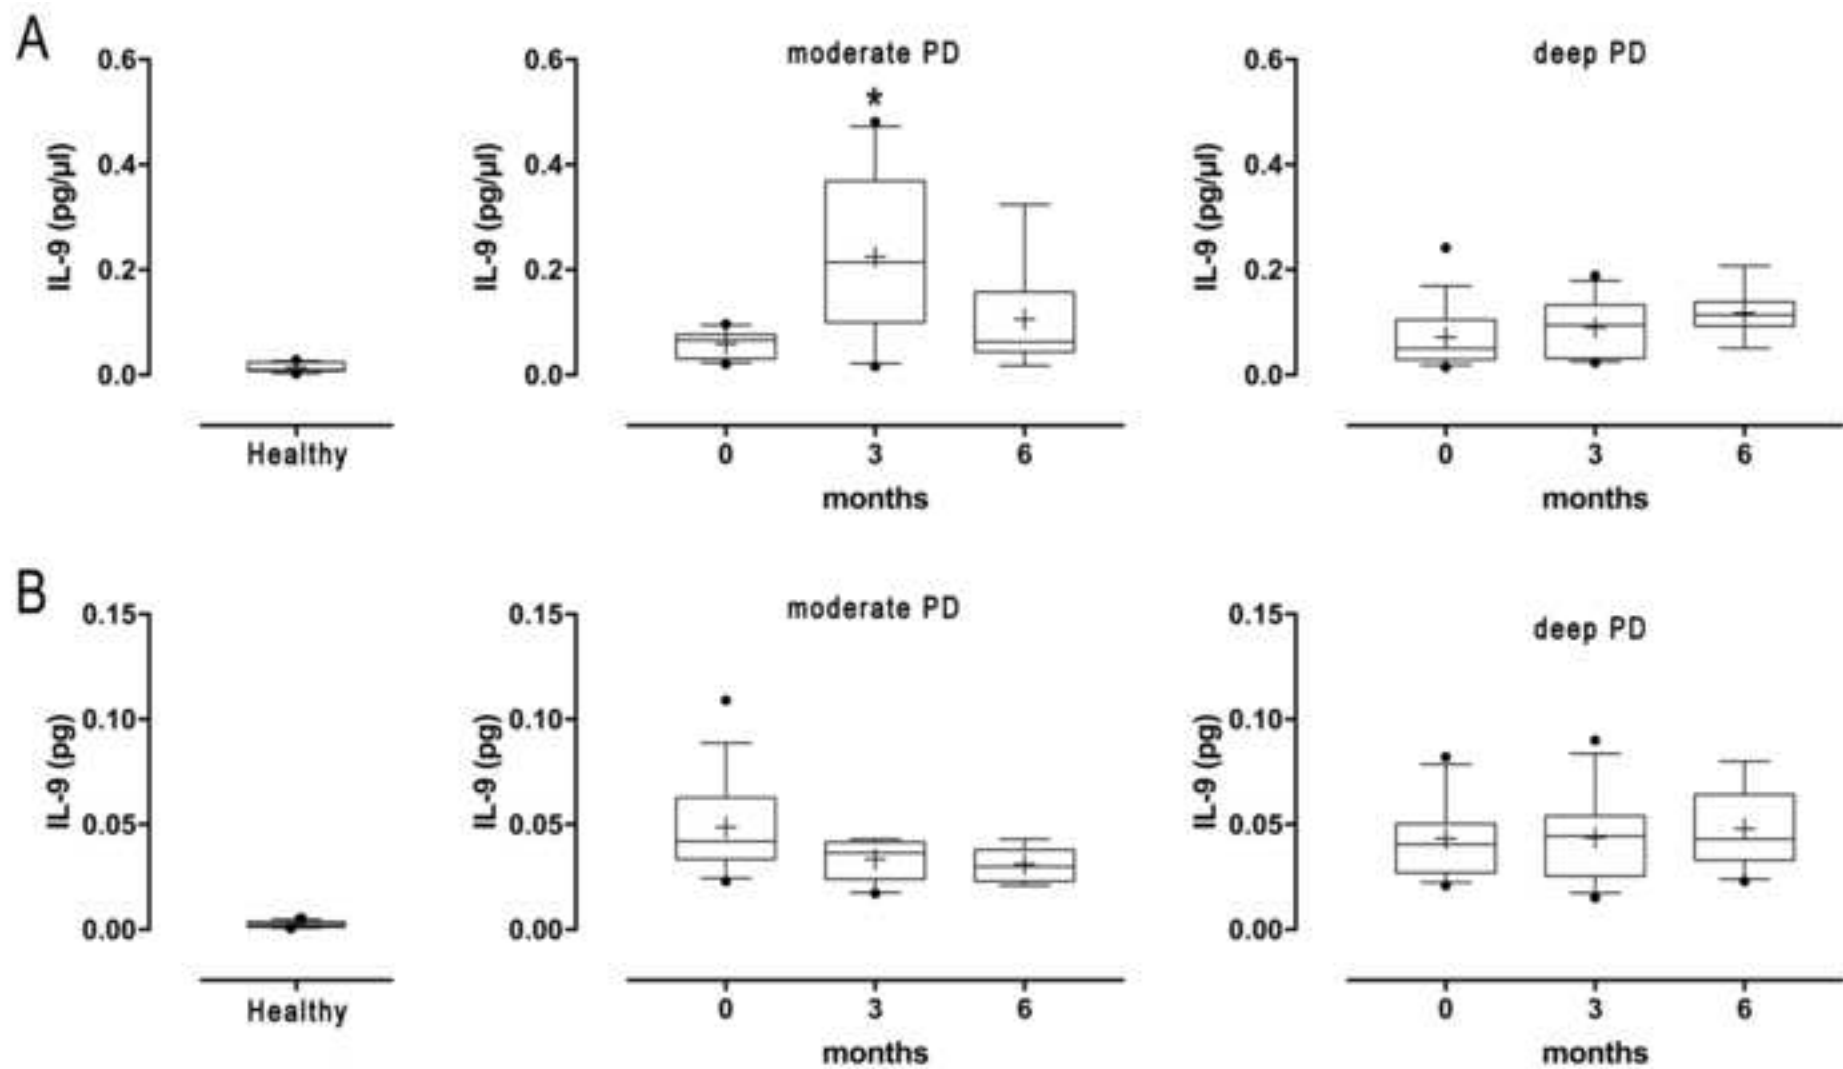 A
IL-9 (pg/µl)
0.6
0.4
0.2
0.0
Healthy
moderate PD
IL-9 (pg/µl)
0.6
0.4
0.2
0.0
*
0 3 6
months
deep PD
IL-9 (pg/µl)
0.6
0.4
0.2
0.0
0 3 6
months
B
IL-9 (pg)
0.15
0.10
0.05
0.00
Healthy
moderate PD
IL-9 (pg)
0.15
0.10
0.05
0.00
0 3 6
months
deep PD
IL-9 (pg)
0.15
0.10
0.05
0.00
0 3 6
months